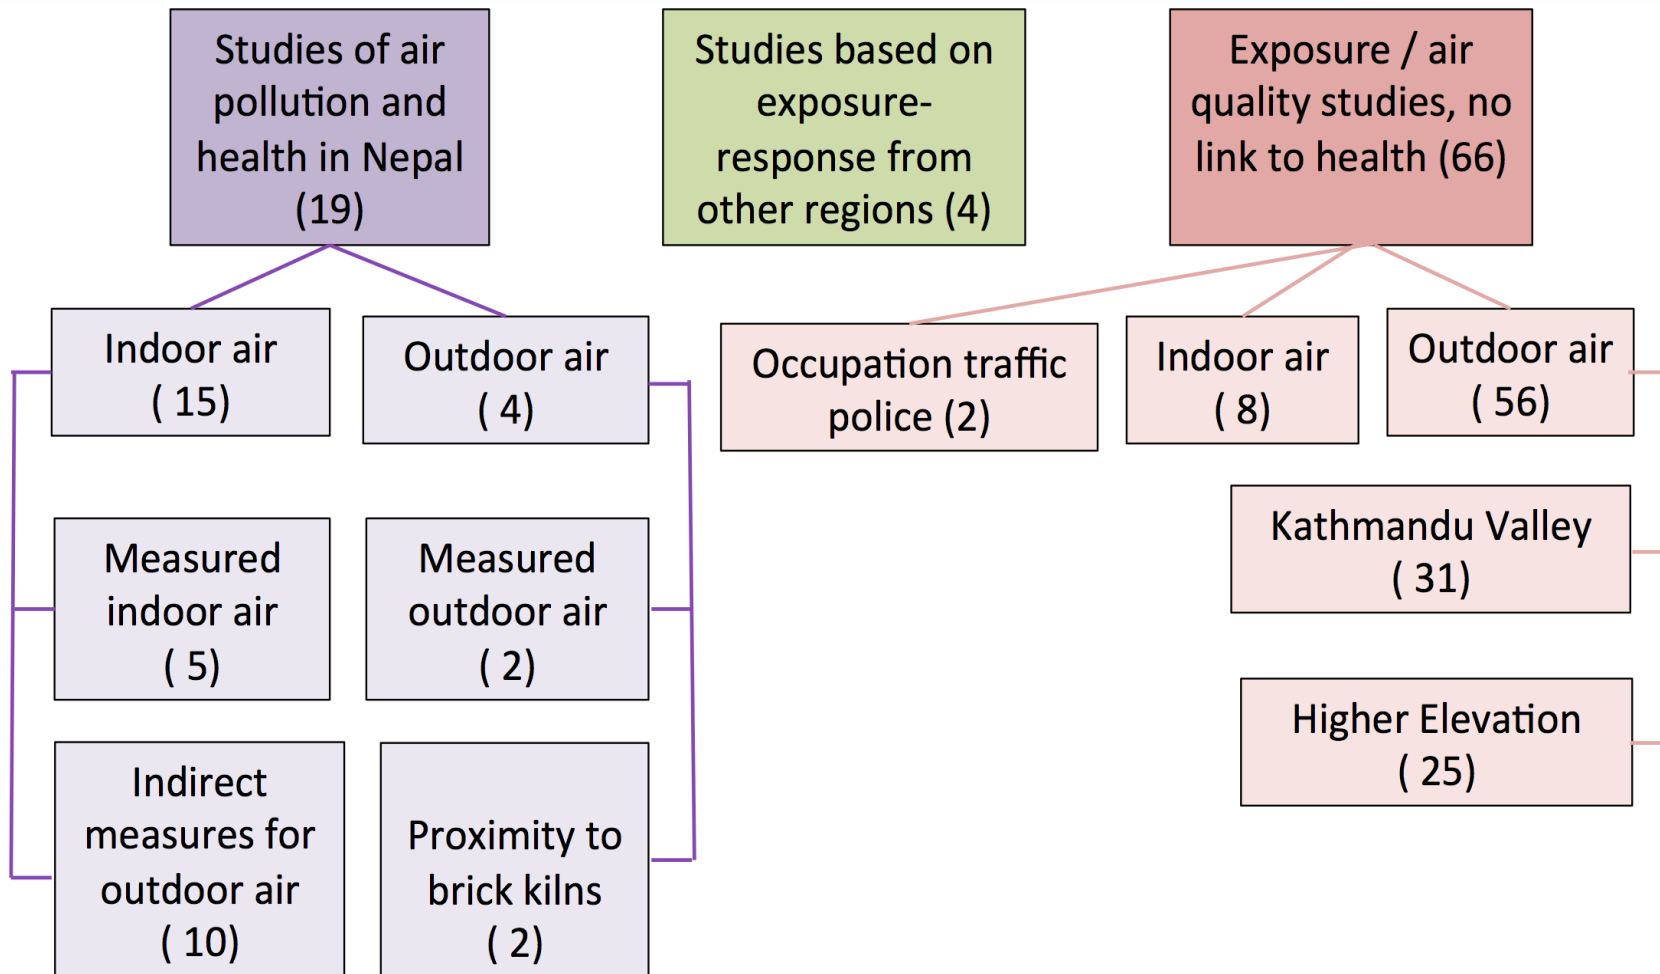 Studies of air
pollution and
health in Nepal
(19)
Studies based on
exposure-
response from
other regions (4)
Exposure / air
quality studies, no
link to health (66)
Indoor air
( 15)
Outdoor air
( 4)
Occupation traffic
police (2)
Indoor air
( 8)
Outdoor air
( 56)
Measured
indoor air
( 5)
Measured
outdoor air
( 2)
Kathmandu Valley
( 31)
Higher Elevation
( 25)
Indirect
measures for
outdoor air
( 10)
Proximity to
brick kilns
( 2)